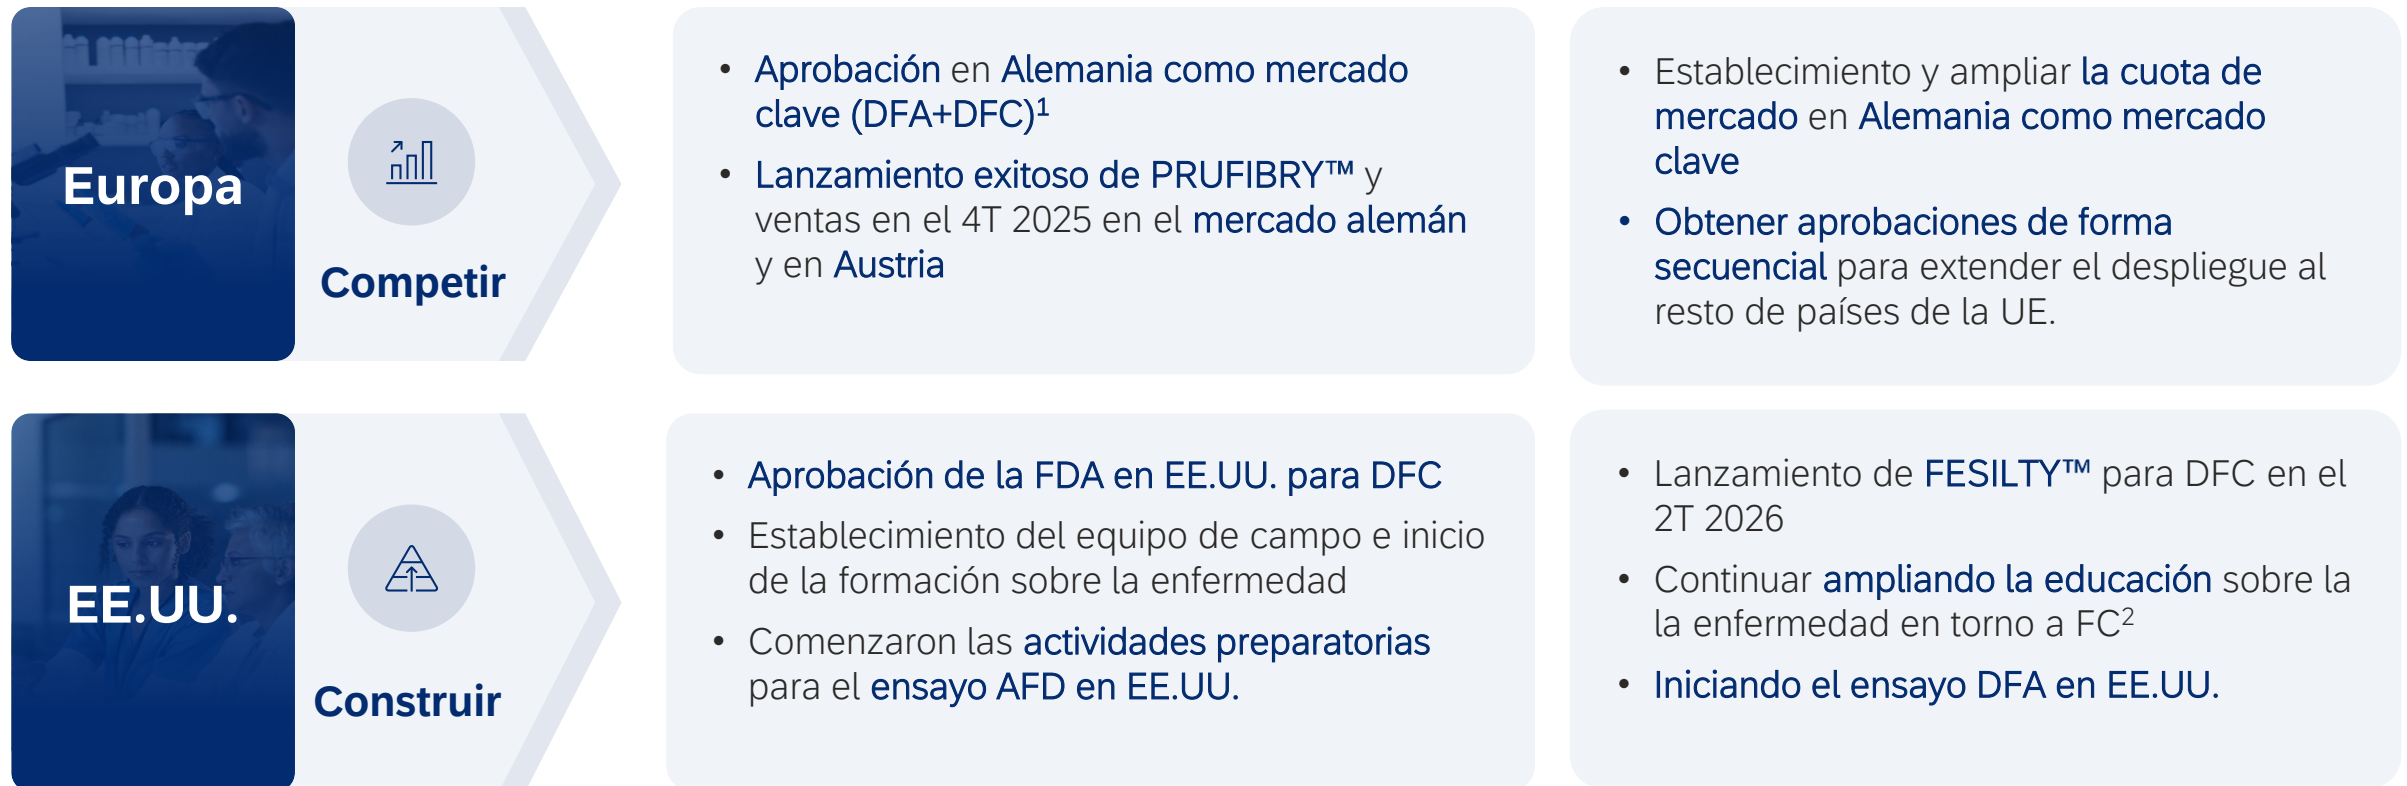 Europa
Competir
• Aprobación en Alemania como mercado
clave (DFA+DFC)¹
• Lanzamiento exitoso de PRUFIBRY™ y
ventas en el 4T 2025 en el mercado alemán
y en Austria
• Establecimiento y ampliar la cuota de
mercado en Alemania como mercado
clave
• Obtener aprobaciones de forma
secuencial para extender el despliegue al
resto de países de la UE.
EE.UU.
Construir
• Aprobación de la FDA en EE.UU. para DFC
• Establecimiento del equipo de campo e inicio
de la formación sobre la enfermedad
• Comenzaron las actividades preparatorias
para el ensayo AFD en EE.UU.
• Lanzamiento de FESILTY™ para DFC en el
2T 2026
• Continuar ampliando la educación sobre la
la enfermedad en torno a FC²
• Iniciando el ensayo DFA en EE.UU.